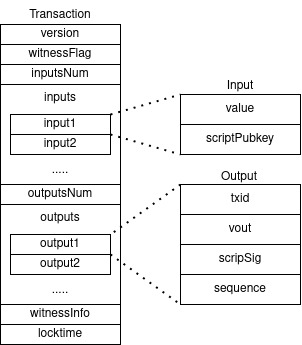 Transaction
version
witnessFlag
inputsNum
inputs
input1
input2
.....
outputsNum
outputs
output1
output2
.....
witnessInfo
locktime
Input
value
scriptPubkey
Output
txid
vout
scripSig
sequence